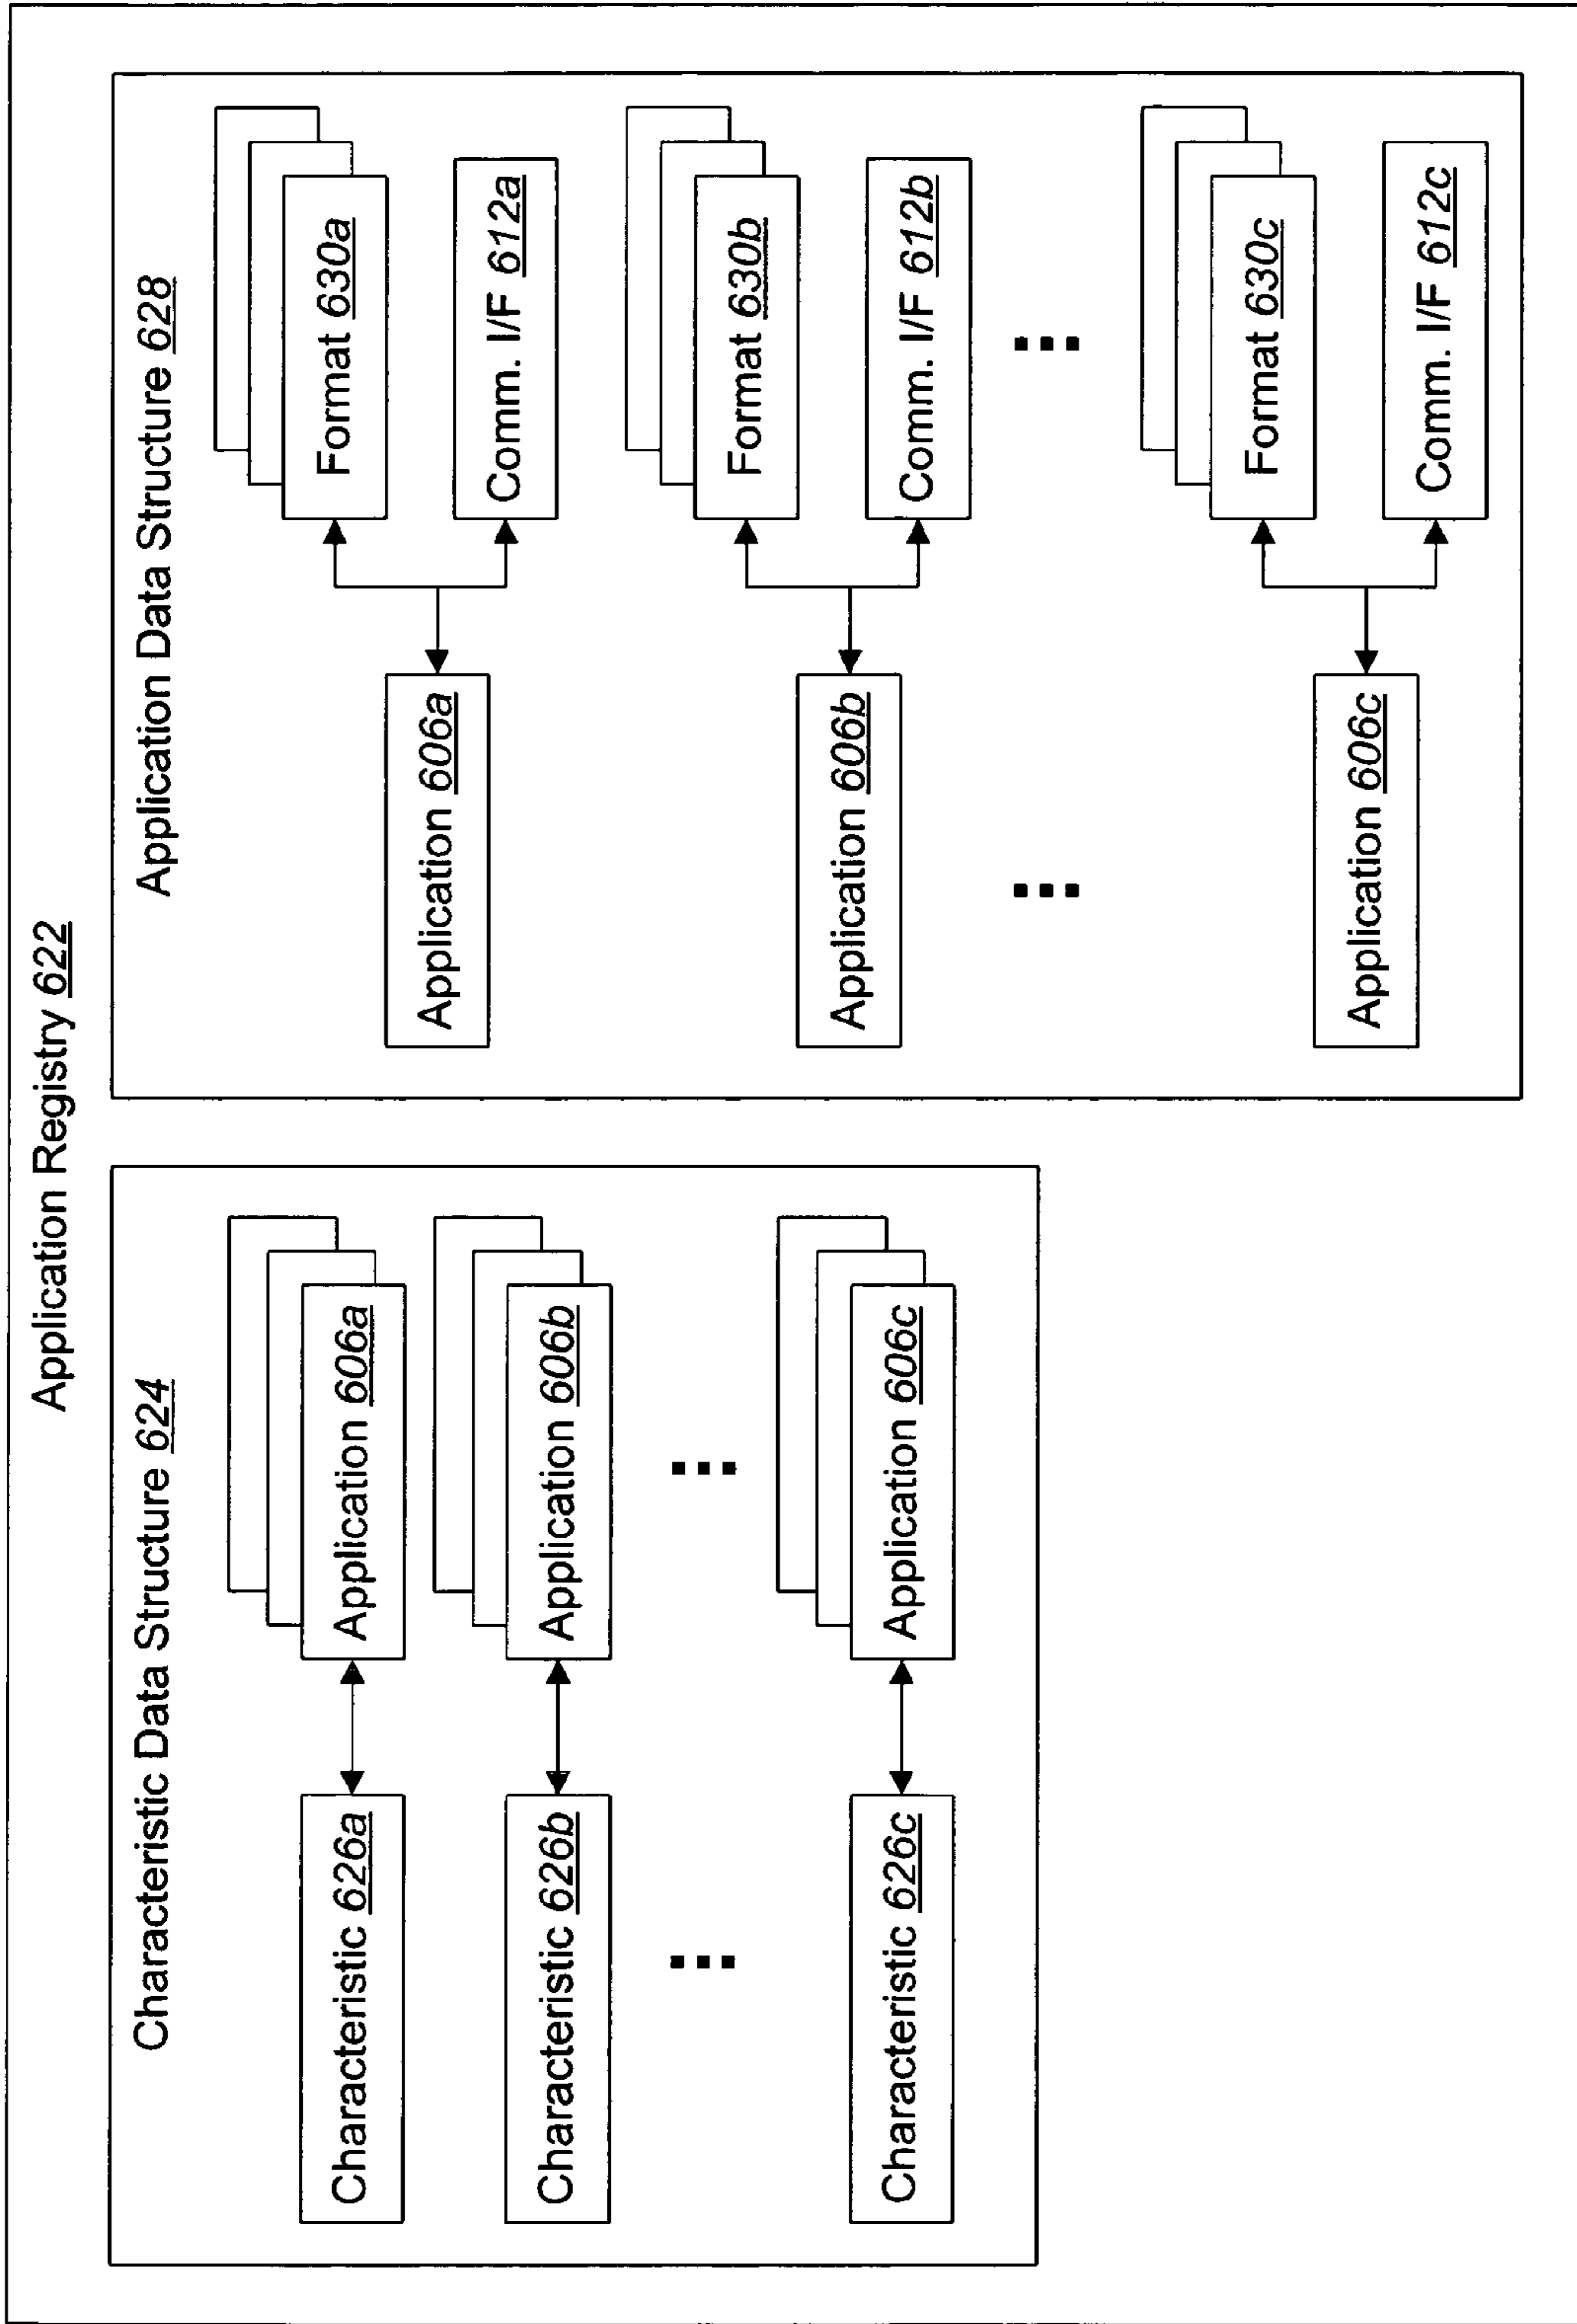 Application Registry 622
Characteristic Data Structure 624
Characteristic 626a
Application 606a
Characteristic 626b
Application 606b
Characteristic 626c
Application 606c
Application Data Structure 628
Application 606a
Format 630a
Comm. I/F 612a
Application 606b
Format 630b
Comm. I/F 612b
Application 606c
Format 630c
Comm. I/F 612c